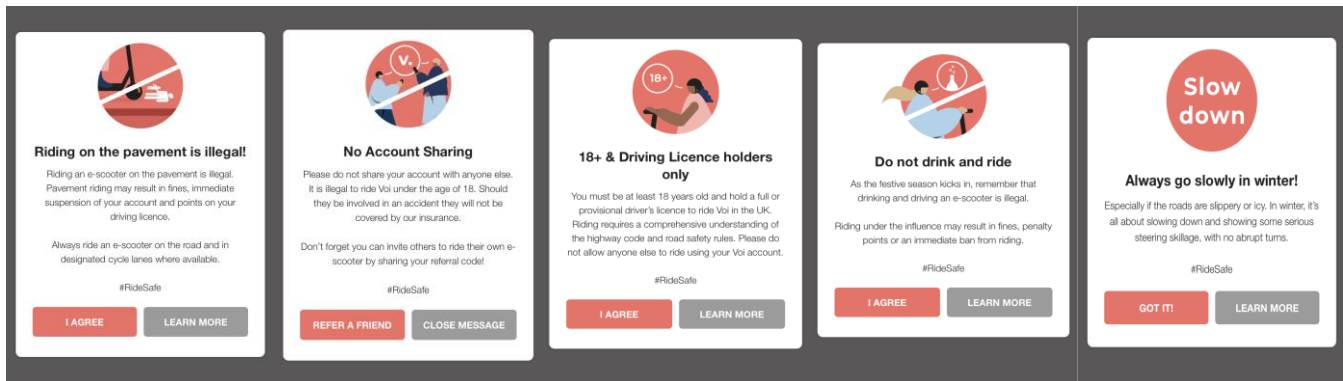 Riding on the pavement is illegal!
Riding an e-scooter on the pavement is illegal.
Pavement riding may result in fines, immediate
suspension of your account and points on your
driving licence.
Always ride an e-scooter on the road and in
designated cycle lanes where available.
#RideSafe
I AGREE
LEARN MORE
V.
No Account Sharing
Please do not share your account with anyone else.
It is illegal to ride Voi under the age of 18. Should
they be involved in an accident they will not be
covered by our insurance.
Don't forget you can invite others to ride their own e-
scooter by sharing your referral code!
#RideSafe
REFER A FRIEND
CLOSE MESSAGE
18+
18+ & Driving Licence holders
only
You must be at least 18 years old and hold a full or
provisional driver's licence to ride Voi in the UK.
Riding requires a comprehensive understanding of
the highway code and road safety rules. Please do
not allow anyone else to ride using your Voi account.
#RideSafe
I AGREE
LEARN MORE
Do not drink and ride
As the festive season kicks in, remember that
drinking and driving an e-scooter is illegal.
Riding under the influence may result in fines, penalty
points or an immediate ban from riding.
#RideSafe
I AGREE
LEARN MORE
Slow
down
Always go slowly in winter!
Especially if the roads are slippery or icy. In winter, it's
all about slowing down and showing some serious
steering skillage, with no abrupt turns.
#RideSafe
GOT IT!
LEARN MORE